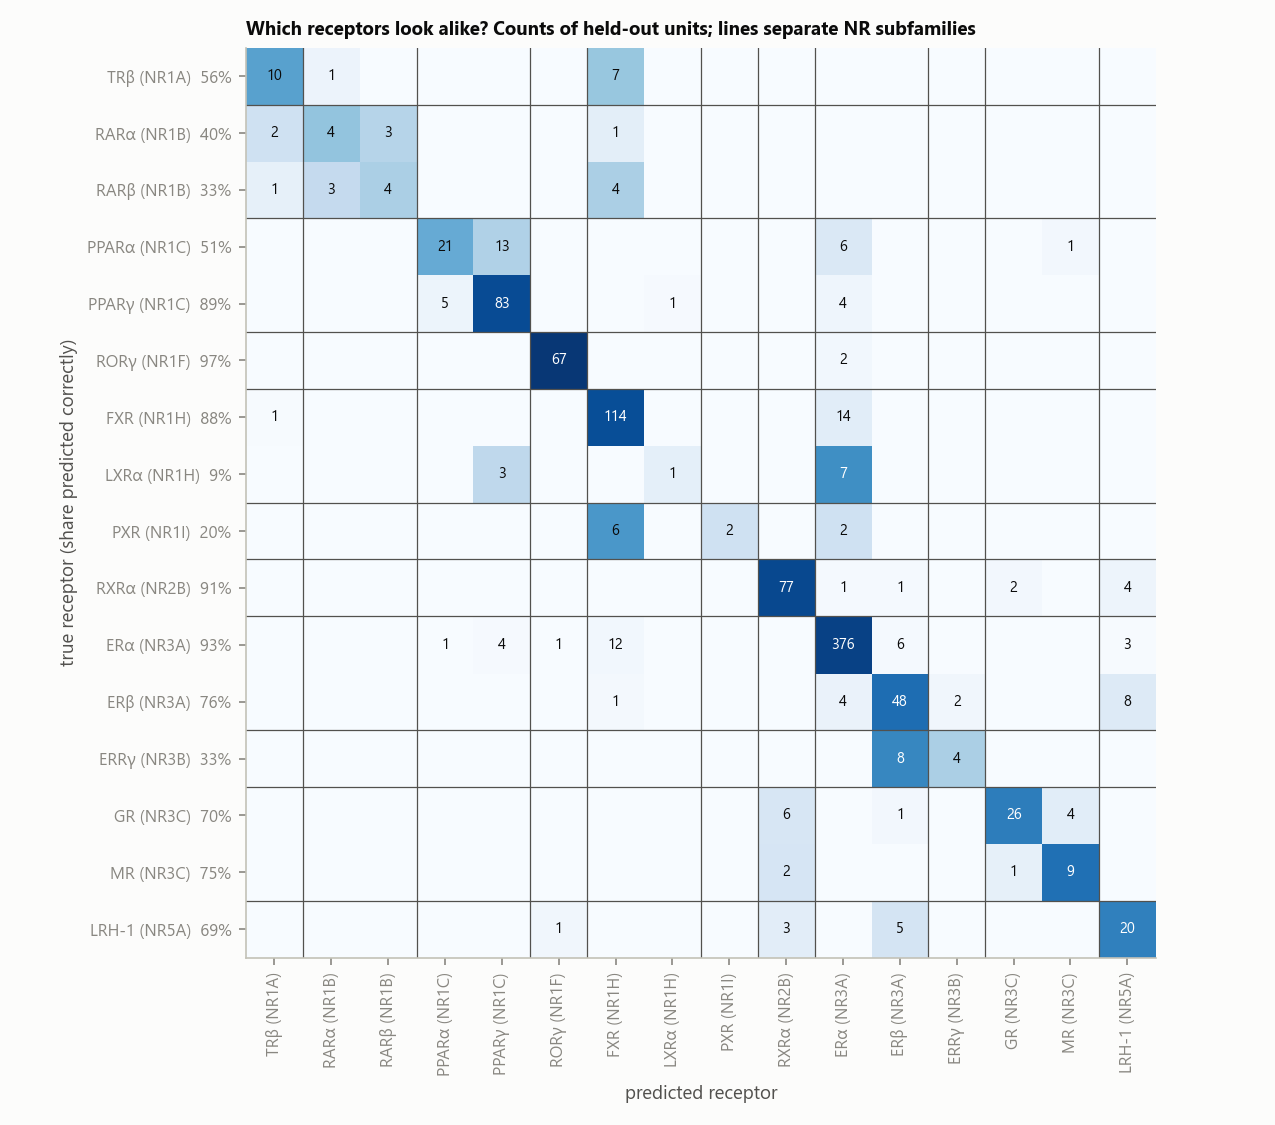 Which receptors look alike? Counts of held-out units; lines separate NR subfamilies
TRβ (NR1A) 56% 10 1 7
RARα (NR1B) 40% 2 4 3 1
RARβ (NR1B) 33% 1 3 4 4
PPARα (NR1C) 51% 21 13 6 1
PPARγ (NR1C) 89% 5 83 1 4
RORγ (NR1F) 97% 67 2
FXR (NR1H) 88% 1 114 14
LXRα (NR1H) 9% 3 1 7
PXR (NR1I) 20% 6 2 2
RXRα (NR2B) 91% 77 1 1 2 4
ERα (NR3A) 93% 1 4 1 12 376 6 3
ERβ (NR3A) 76% 1 4 48 2 8
ERRγ (NR3B) 33% 8 4
GR (NR3C) 70% 6 1 26 4
MR (NR3C) 75% 2 1 9
LRH-1 (NR5A) 69% 1 3 5 20
true receptor (share predicted correctly)
TRβ (NR1A)
RARα (NR1B)
RARβ (NR1B)
PPARα (NR1C)
PPARγ (NR1C)
RORγ (NR1F)
FXR (NR1H)
LXRα (NR1H)
PXR (NR1I)
RXRα (NR2B)
ERα (NR3A)
ERβ (NR3A)
ERRγ (NR3B)
GR (NR3C)
MR (NR3C)
LRH-1 (NR5A)
predicted receptor